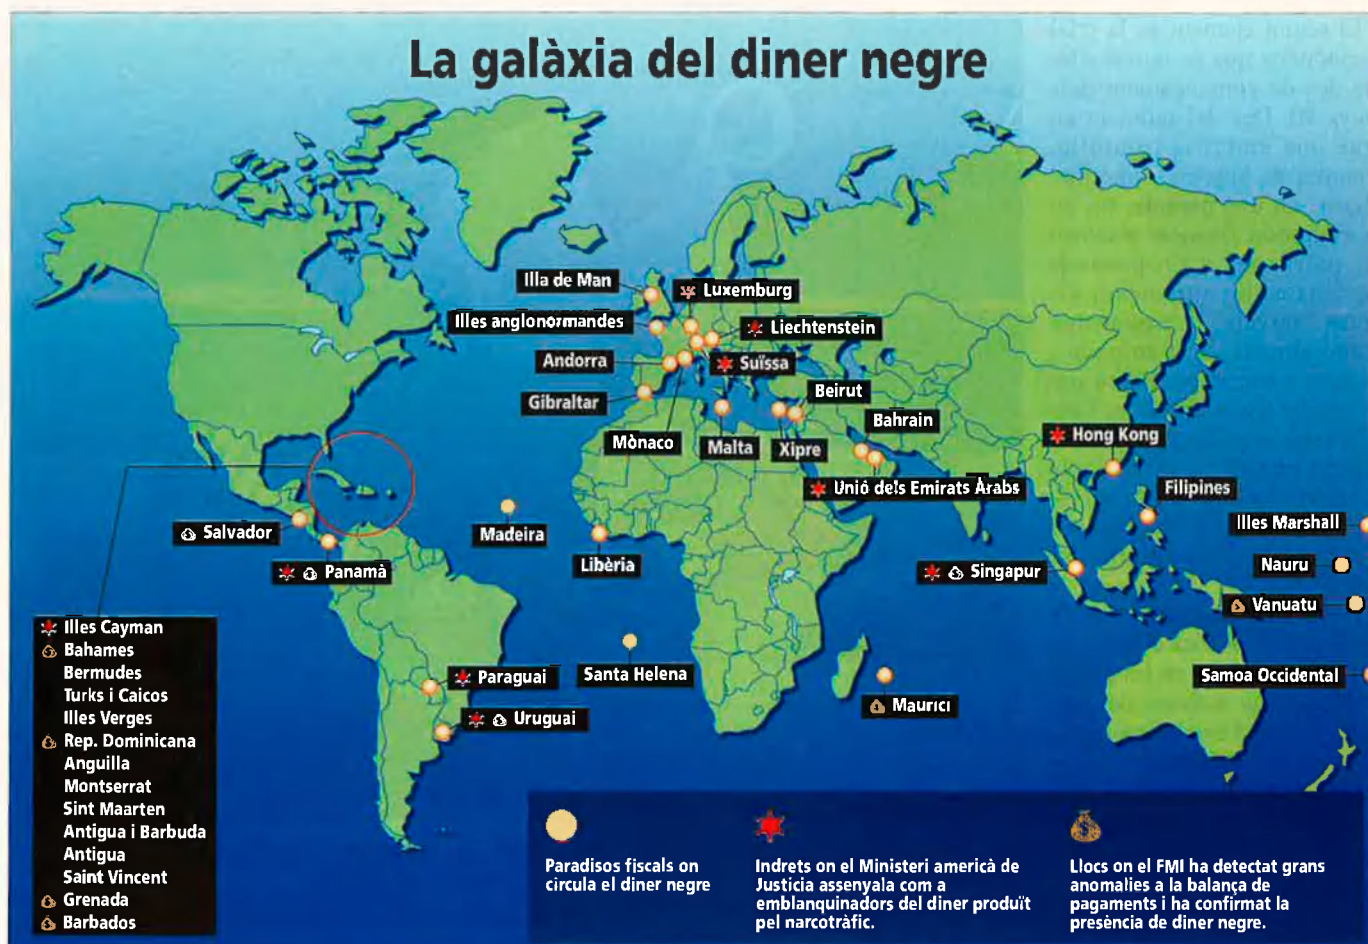 La galàxia del diner negre
Illa de Man
Luxemburg
Illes anglonormandes
Liechtenstein
Andorra
Suïssa
Gibraltar
Beirut
Bahrain
Mònaco
Malta
Xipre
Hong Kong
Unió dels Emirats Àrabs
Filipines
Salvador
Madeira
Illes Marshall
Panamà
Libèria
Singapur
Nauru
Vanuatu
Illes Cayman
Bahames
Bermudes
Turks i Caicos
Illes Verges
Rep. Dominicana
Anguilla
Montserrat
Sint Maarten
Antigua i Barbuda
Antigua
Saint Vincent
Grenada
Barbados
Paraguai
Santa Helena
Samoa Occidental
Uruguai
Maurici
Paradisos fiscals on
circula el diner negre
Indrets on el Ministeri americà de
Justicia assenyala com a
emblanquinadors del diner produït
pel narcotràfic.
Llocs on el FMI ha detectat grans
anomalies a la balança de
pagaments i ha confirmat la
presència de diner negre.